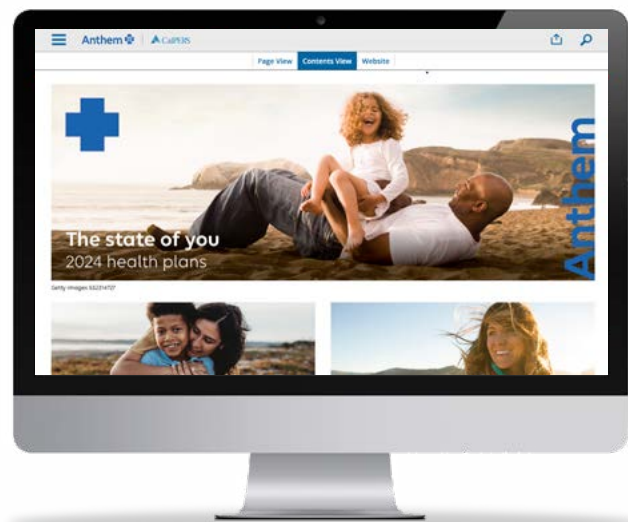 Anthem CalPERS
Page View Contents View Website
Anthem
The state of you
2024 health plans